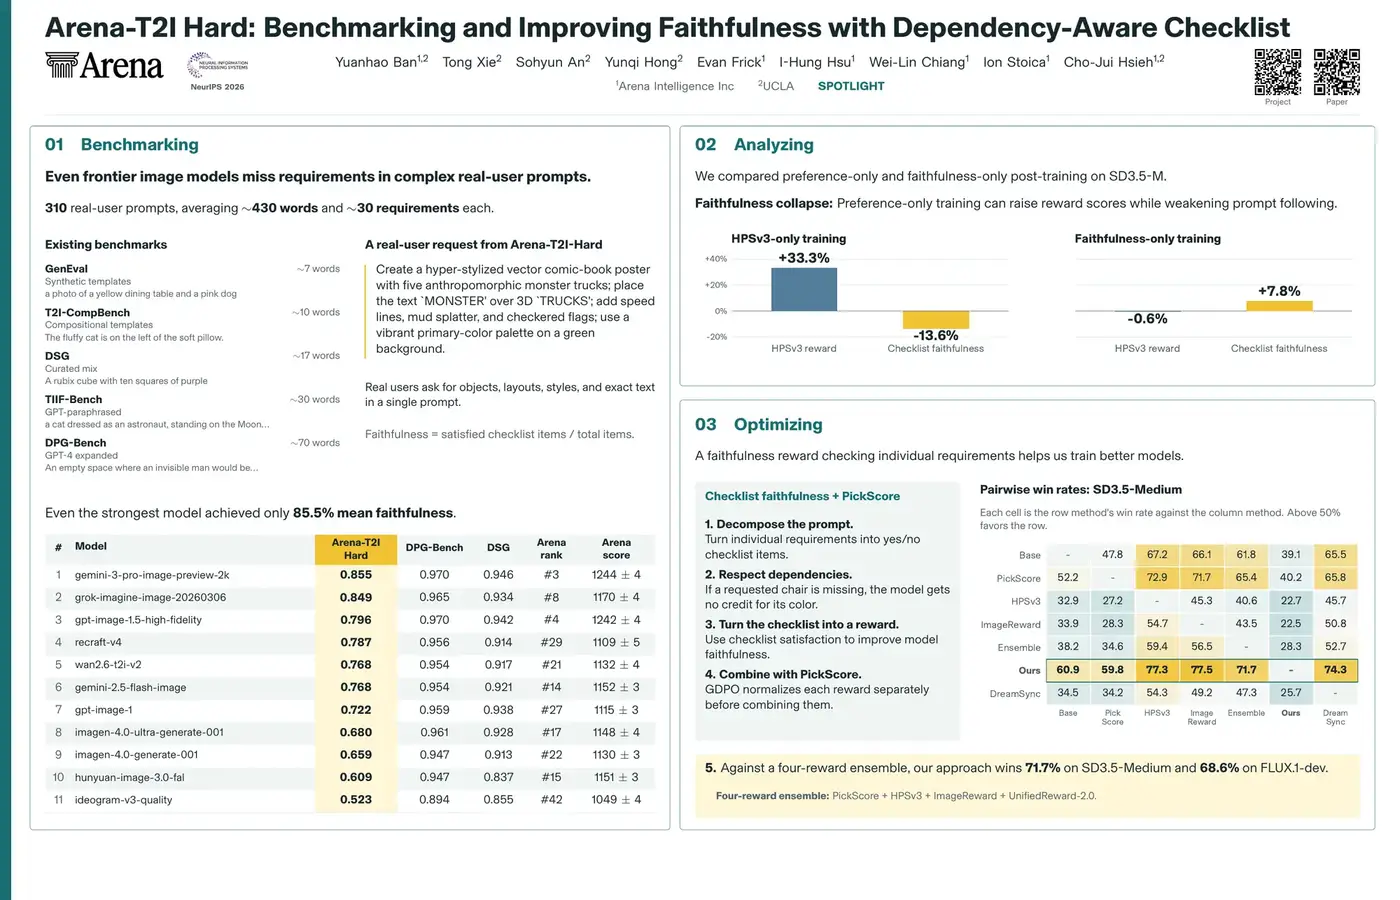 Arena-T2I Hard: Benchmarking and Improving Faithfulness with Dependency-Aware Checklist
Arena
NEURAL INFORMATION
PROCESSING SYSTEMS
NeurIPS 2026
Yuanhao Ban1,2 Tong Xie2 Sohyun An2 Yunqi Hong2 Evan Frick1 I-Hung Hsu1 Wei-Lin Chiang1 Ion Stoica1 Cho-Jui Hsieh1,2
1Arena Intelligence Inc 2UCLA SPOTLIGHT
Project
Paper
01 Benchmarking
Even frontier image models miss requirements in complex real-user prompts.
310 real-user prompts, averaging ~430 words and ~30 requirements each.
Existing benchmarks
GenEval ~7 words
Synthetic templates
a photo of a yellow dining table and a pink dog
T2I-CompBench ~10 words
Compositional templates
The fluffy cat is on the left of the soft pillow.
DSG ~17 words
Curated mix
A rubix cube with ten squares of purple
TIIF-Bench ~30 words
GPT-paraphrased
a cat dressed as an astronaut, standing on the Moon...
DPG-Bench ~70 words
GPT-4 expanded
An empty space where an invisible man would be...
A real-user request from Arena-T2I-Hard
Create a hyper-stylized vector comic-book poster
with five anthropomorphic monster trucks; place
the text `MONSTER' over 3D `TRUCKS'; add speed
lines, mud splatter, and checkered flags; use a
vibrant primary-color palette on a green
background.
Real users ask for objects, layouts, styles, and exact text
in a single prompt.
Faithfulness = satisfied checklist items / total items.
Even the strongest model achieved only 85.5% mean faithfulness.
# Model Arena-T2I Hard DPG-Bench DSG Arena rank Arena score
1 gemini-3-pro-image-preview-2k 0.855 0.970 0.946 #3 1244 ± 4
2 grok-imagine-image-20260306 0.849 0.965 0.934 #8 1170 ± 4
3 gpt-image-1.5-high-fidelity 0.796 0.970 0.942 #4 1242 ± 4
4 recraft-v4 0.787 0.956 0.914 #29 1109 ± 5
5 wan2.6-t2i-v2 0.768 0.954 0.917 #21 1132 ± 4
6 gemini-2.5-flash-image 0.768 0.954 0.921 #14 1152 ± 3
7 gpt-image-1 0.722 0.959 0.938 #27 1115 ± 3
8 imagen-4.0-ultra-generate-001 0.680 0.961 0.928 #17 1148 ± 4
9 imagen-4.0-generate-001 0.659 0.947 0.913 #22 1130 ± 3
10 hunyuan-image-3.0-fal 0.609 0.947 0.837 #15 1151 ± 3
11 ideogram-v3-quality 0.523 0.894 0.855 #42 1049 ± 4
02 Analyzing
We compared preference-only and faithfulness-only post-training on SD3.5-M.
Faithfulness collapse: Preference-only training can raise reward scores while weakening prompt following.
HPSv3-only training
+40%
+20%
0%
-20%
+33.3%
-13.6%
HPSv3 reward Checklist faithfulness
Faithfulness-only training
-0.6%
+7.8%
HPSv3 reward Checklist faithfulness
03 Optimizing
A faithfulness reward checking individual requirements helps us train better models.
Checklist faithfulness + PickScore
1. Decompose the prompt.
Turn individual requirements into yes/no
checklist items.
2. Respect dependencies.
If a requested chair is missing, the model gets
no credit for its color.
3. Turn the checklist into a reward.
Use checklist satisfaction to improve model
faithfulness.
4. Combine with PickScore.
GDPO normalizes each reward separately
before combining them.
Pairwise win rates: SD3.5-Medium
Each cell is the row method's win rate against the column method. Above 50%
favors the row.
Base - 47.8 67.2 66.1 61.8 39.1 65.5
PickScore 52.2 - 72.9 71.7 65.4 40.2 65.8
HPSv3 32.9 27.2 - 45.3 40.6 22.7 45.7
ImageReward 33.9 28.3 54.7 - 43.5 22.5 50.8
Ensemble 38.2 34.6 59.4 56.5 - 28.3 52.7
Ours 60.9 59.8 77.3 77.5 71.7 - 74.3
DreamSync 34.5 34.2 54.3 49.2 47.3 25.7 -
Base Pick Score HPSv3 Image Reward Ensemble Ours Dream Sync
5. Against a four-reward ensemble, our approach wins 71.7% on SD3.5-Medium and 68.6% on FLUX.1-dev.
Four-reward ensemble: PickScore + HPSv3 + ImageReward + UnifiedReward-2.0.